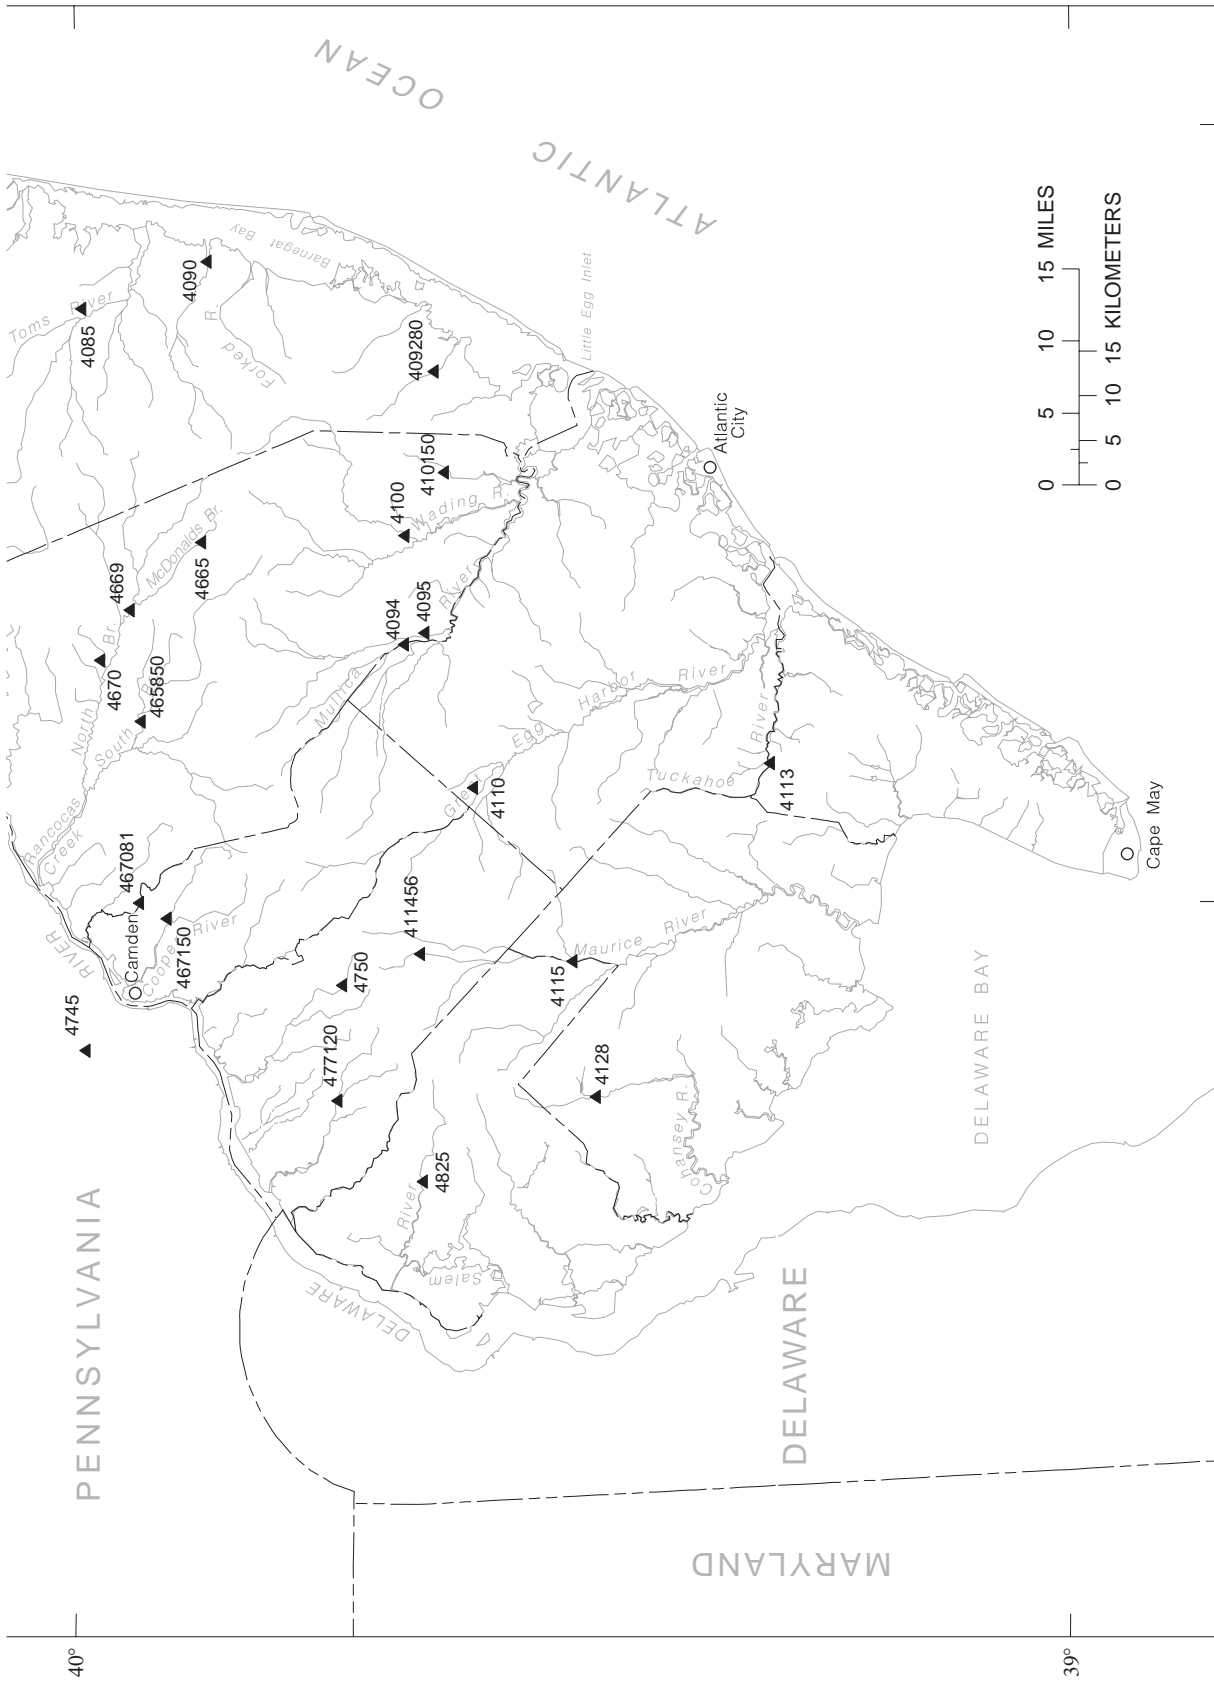 40°
39°
PENNSYLVANIA
MARYLAND
DELAWARE
DELAWARE BAY
ATLANTIC
OCEAN
DELAWARE
RIVER
4745
Camden
467081
467150
Cooper River
Rancocas
Creek
North
Br.
South
Br.
4670
465850
4669
McDonalds Br.
4665
Toms River
4085
4090
Forked
R.
Barnegat Bay
409280
Little Egg Inlet
410150
4100
Wading R.
4094
4095
Mullica
River
Great
Egg
Harbor
River
4110
Atlantic
City
Tuckahoe
River
4113
Cape May
411456
4750
477120
4115
Maurice
River
4128
Cohansey R.
4825
Salem
River
0 5 10 15 MILES
0 5 10 15 KILOMETERS